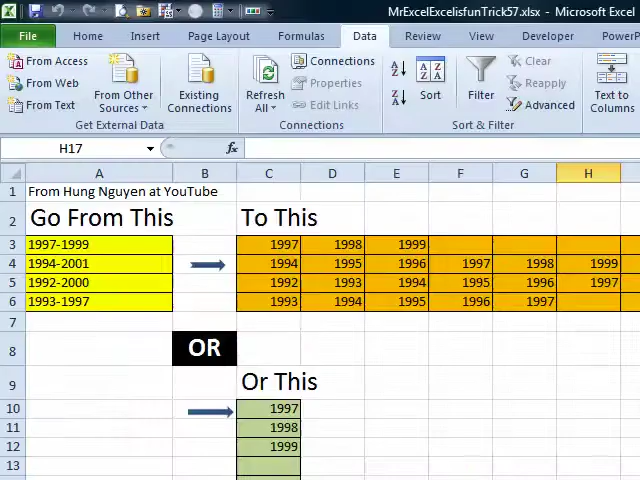 MrExcelExcelisfunTrick57.xlsx - Microsoft Excel
File Home Insert Page Layout Formulas Data Review View Developer PowerP
From Access
From Web
From Text
From Other Sources
Existing Connections
Get External Data
Refresh All
Connections
Properties
Edit Links
Connections
Sort
Filter
Clear
Reapply
Advanced
Sort & Filter
Text to Columns
H17 fx
A B C D E F G H
1 From Hung Nguyen at YouTube
2 Go From This To This
3 1997-1999 1997 1998 1999
4 1994-2001 1994 1995 1996 1997 1998 1999
5 1992-2000 1992 1993 1994 1995 1996 1997
6 1993-1997 1993 1994 1995 1996 1997
7
8 OR
9 Or This
10 1997
11 1998
12 1999
13